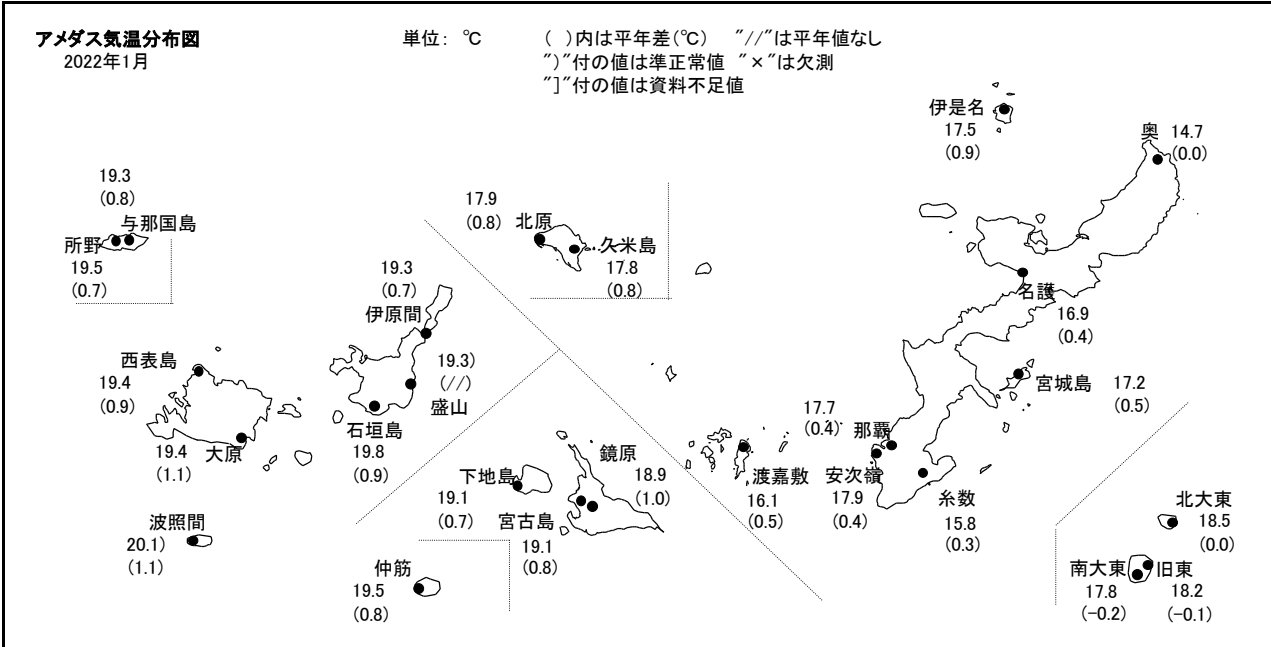 アメダス気温分布図
2022年1月
単位: ℃
( )内は平年差(℃) "//"は平年値なし
")"付の値は準正常値 "×"は欠測
"]"付の値は資料不足値
伊是名
17.5
(0.9)
奥
14.7
(0.0)
19.3
(0.8)
与那国島
所野
19.5
(0.7)
17.9
(0.8)
北原
久米島
17.8
(0.8)
19.3
(0.7)
伊原間
名護
16.9
(0.4)
西表島
19.4
(0.9)
19.3)
(//)
盛山
宮城島
17.2
(0.5)
大原
19.4
(1.1)
石垣島
19.8
(0.9)
17.7
(0.4)
那覇
下地島
19.1
(0.7)
鏡原
18.9
(1.0)
宮古島
19.1
(0.8)
渡嘉敷
16.1
(0.5)
安次嶺
17.9
(0.4)
糸数
15.8
(0.3)
北大東
18.5
(0.0)
波照間
20.1)
(1.1)
仲筋
19.5
(0.8)
南大東
17.8
(-0.2)
旧東
18.2
(-0.1)